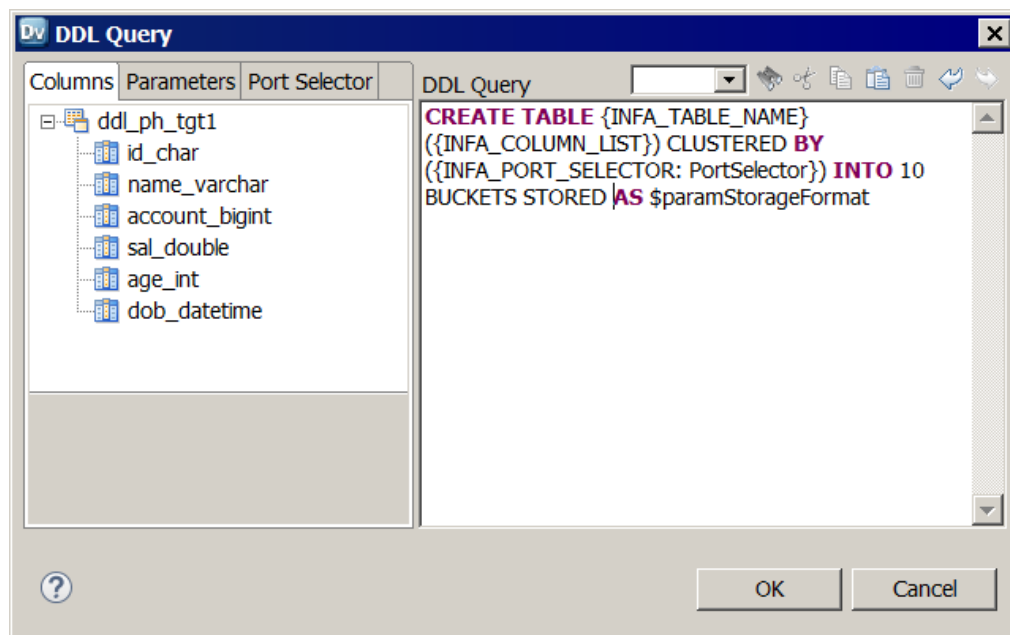 Dv DDL Query
Columns Parameters Port Selector
ddl_ph_tgt1
id_char
name_varchar
account_bigint
sal_double
age_int
dob_datetime
DDL Query
CREATE TABLE {INFA_TABLE_NAME}
({INFA_COLUMN_LIST}) CLUSTERED BY
({INFA_PORT_SELECTOR: PortSelector}) INTO 10
BUCKETS STORED AS $paramStorageFormat
?
OK Cancel